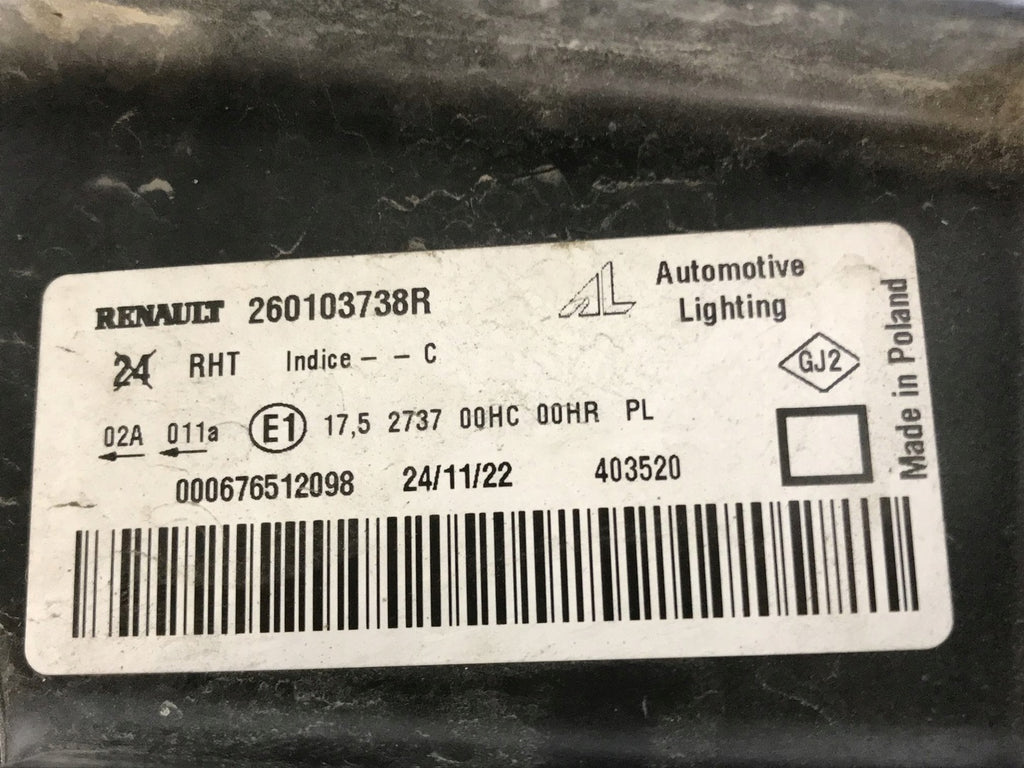 RENAULT 260103738R
AL Automotive Lighting
24 RHT Indice - - C
GJ2
02A 011a E1 17,5 2737 00HC 00HR PL
000676512098 24/11/22 403520
Made in Poland